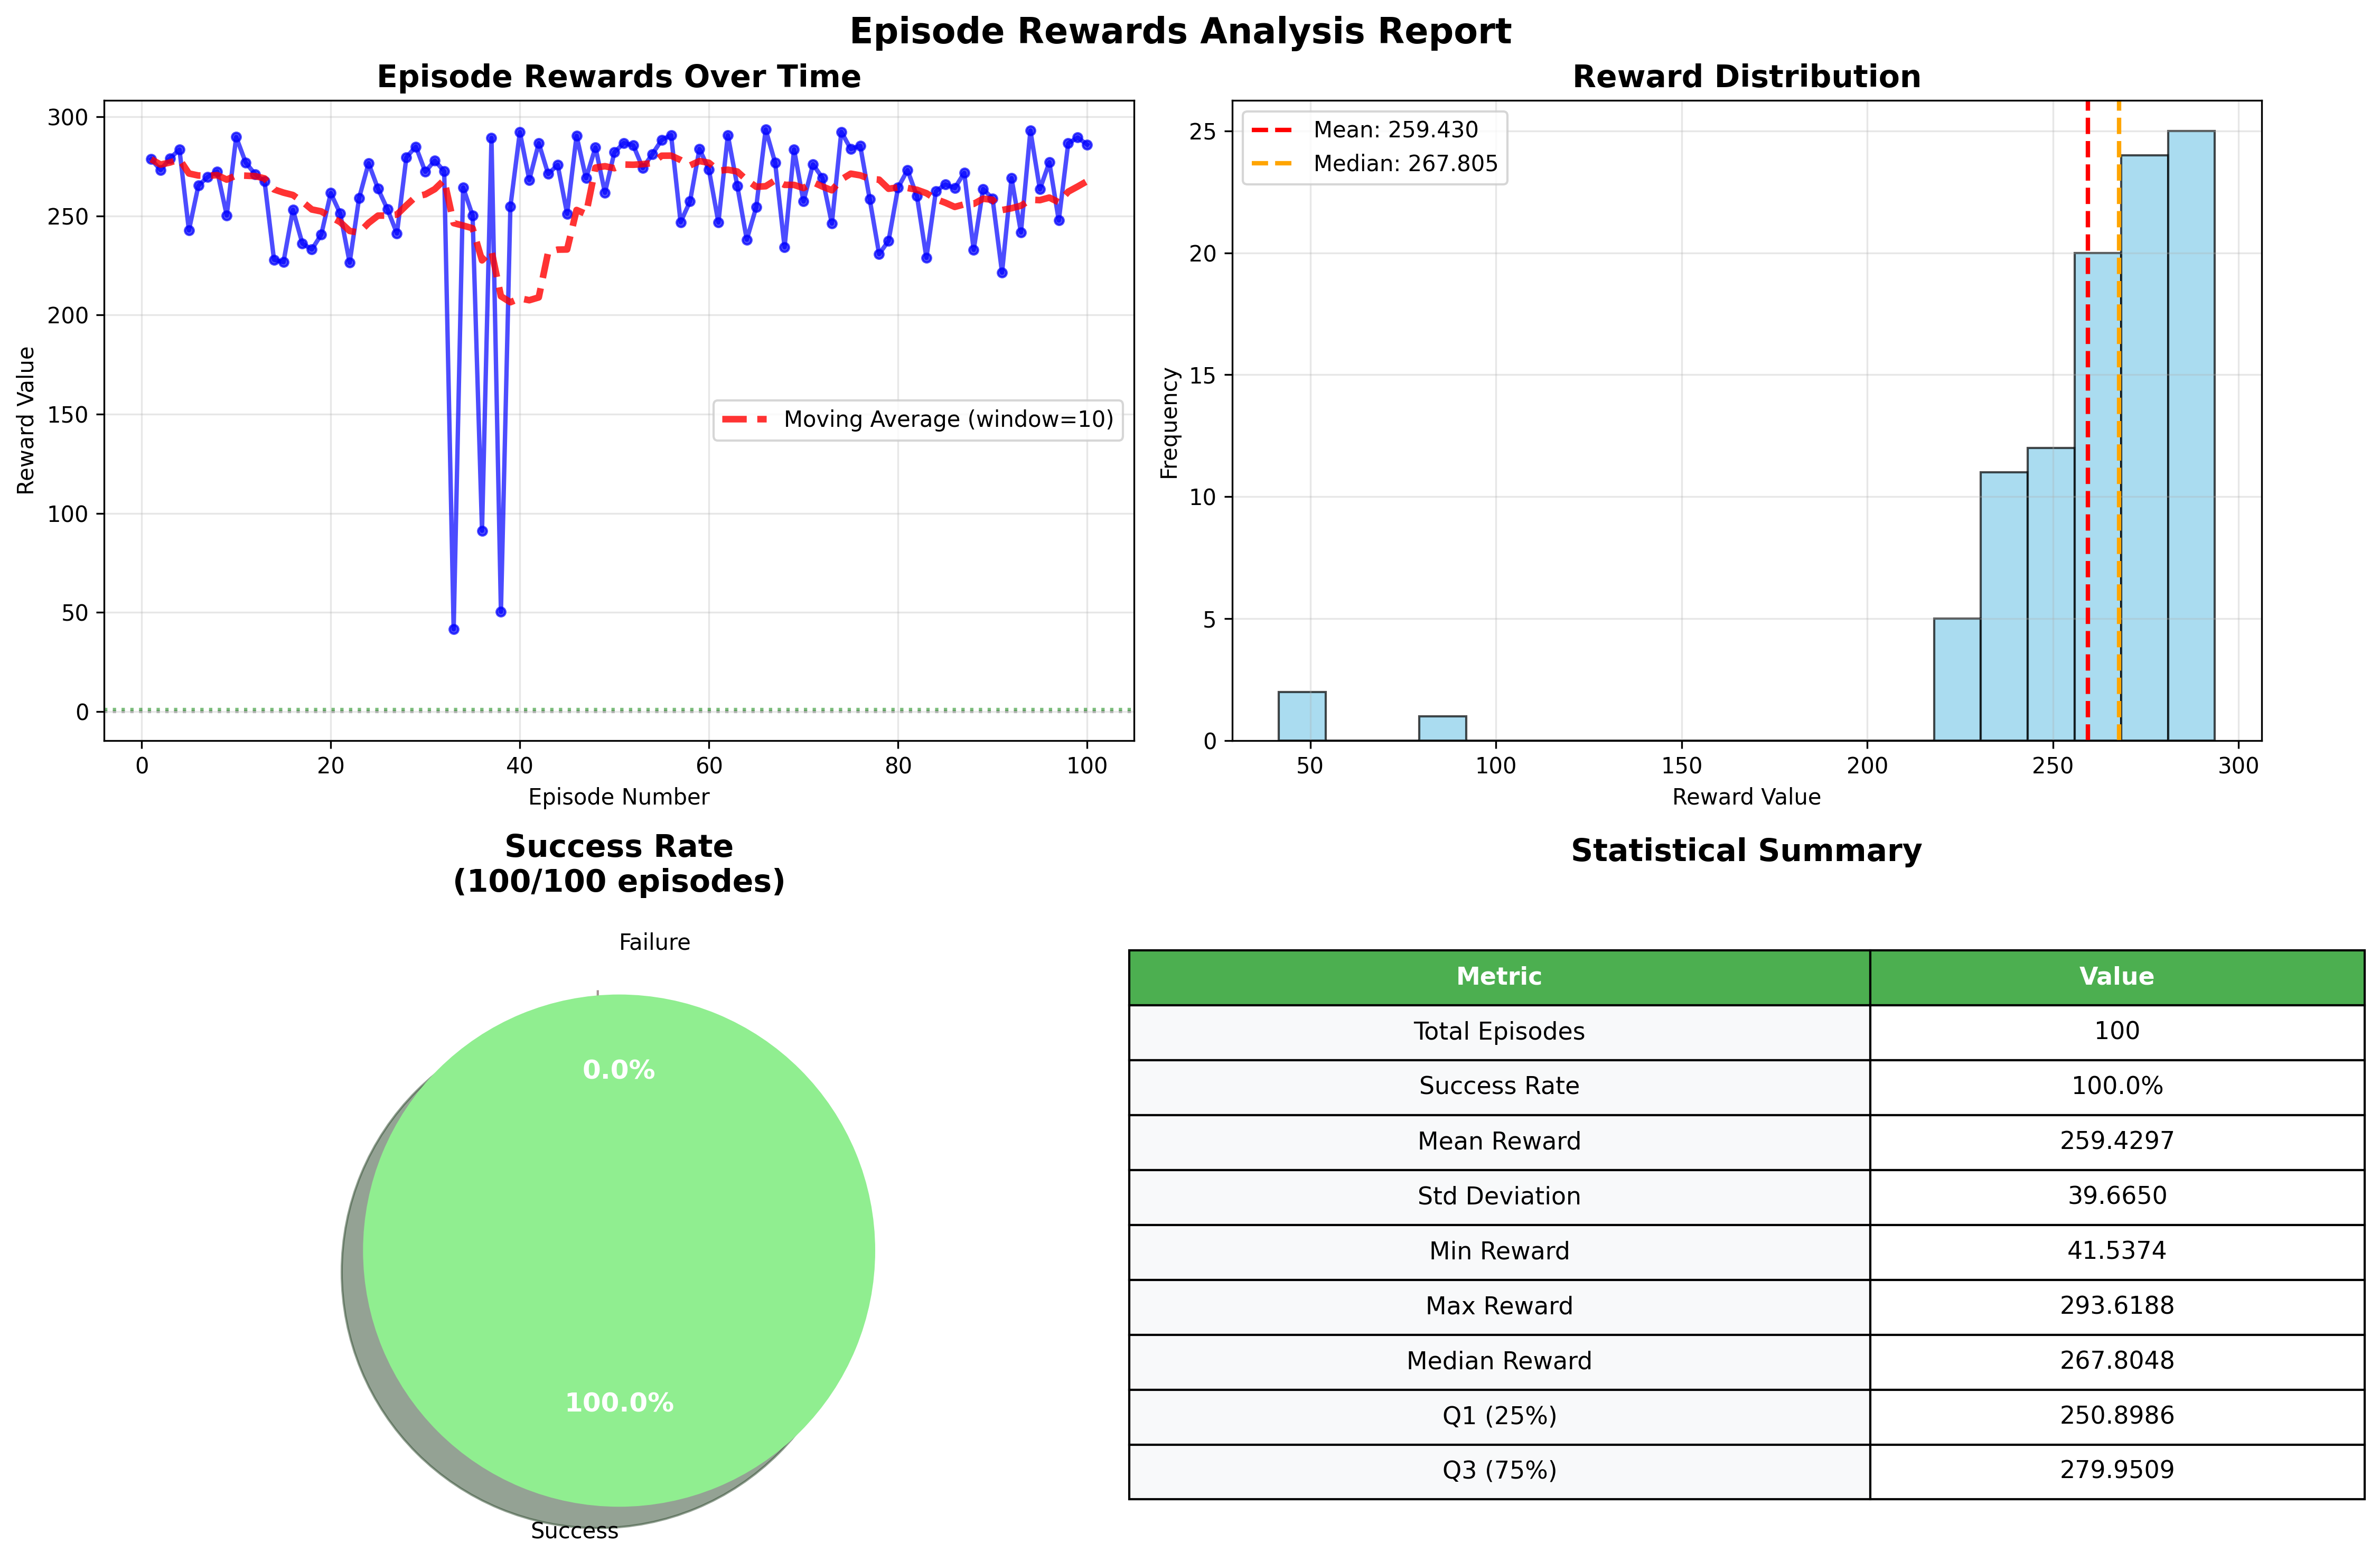 Episode Rewards Analysis Report
Episode Rewards Over Time
Reward Value
300
250
200
150
100
50
0
Moving Average (window=10)
0 20 40 60 80 100
Episode Number
Reward Distribution
Frequency
25
20
15
10
5
0
Mean: 259.430
Median: 267.805
50 100 150 200 250 300
Reward Value
Success Rate
(100/100 episodes)
Failure
0.0%
100.0%
Success
Statistical Summary
Metric Value
Total Episodes 100
Success Rate 100.0%
Mean Reward 259.4297
Std Deviation 39.6650
Min Reward 41.5374
Max Reward 293.6188
Median Reward 267.8048
Q1 (25%) 250.8986
Q3 (75%) 279.9509